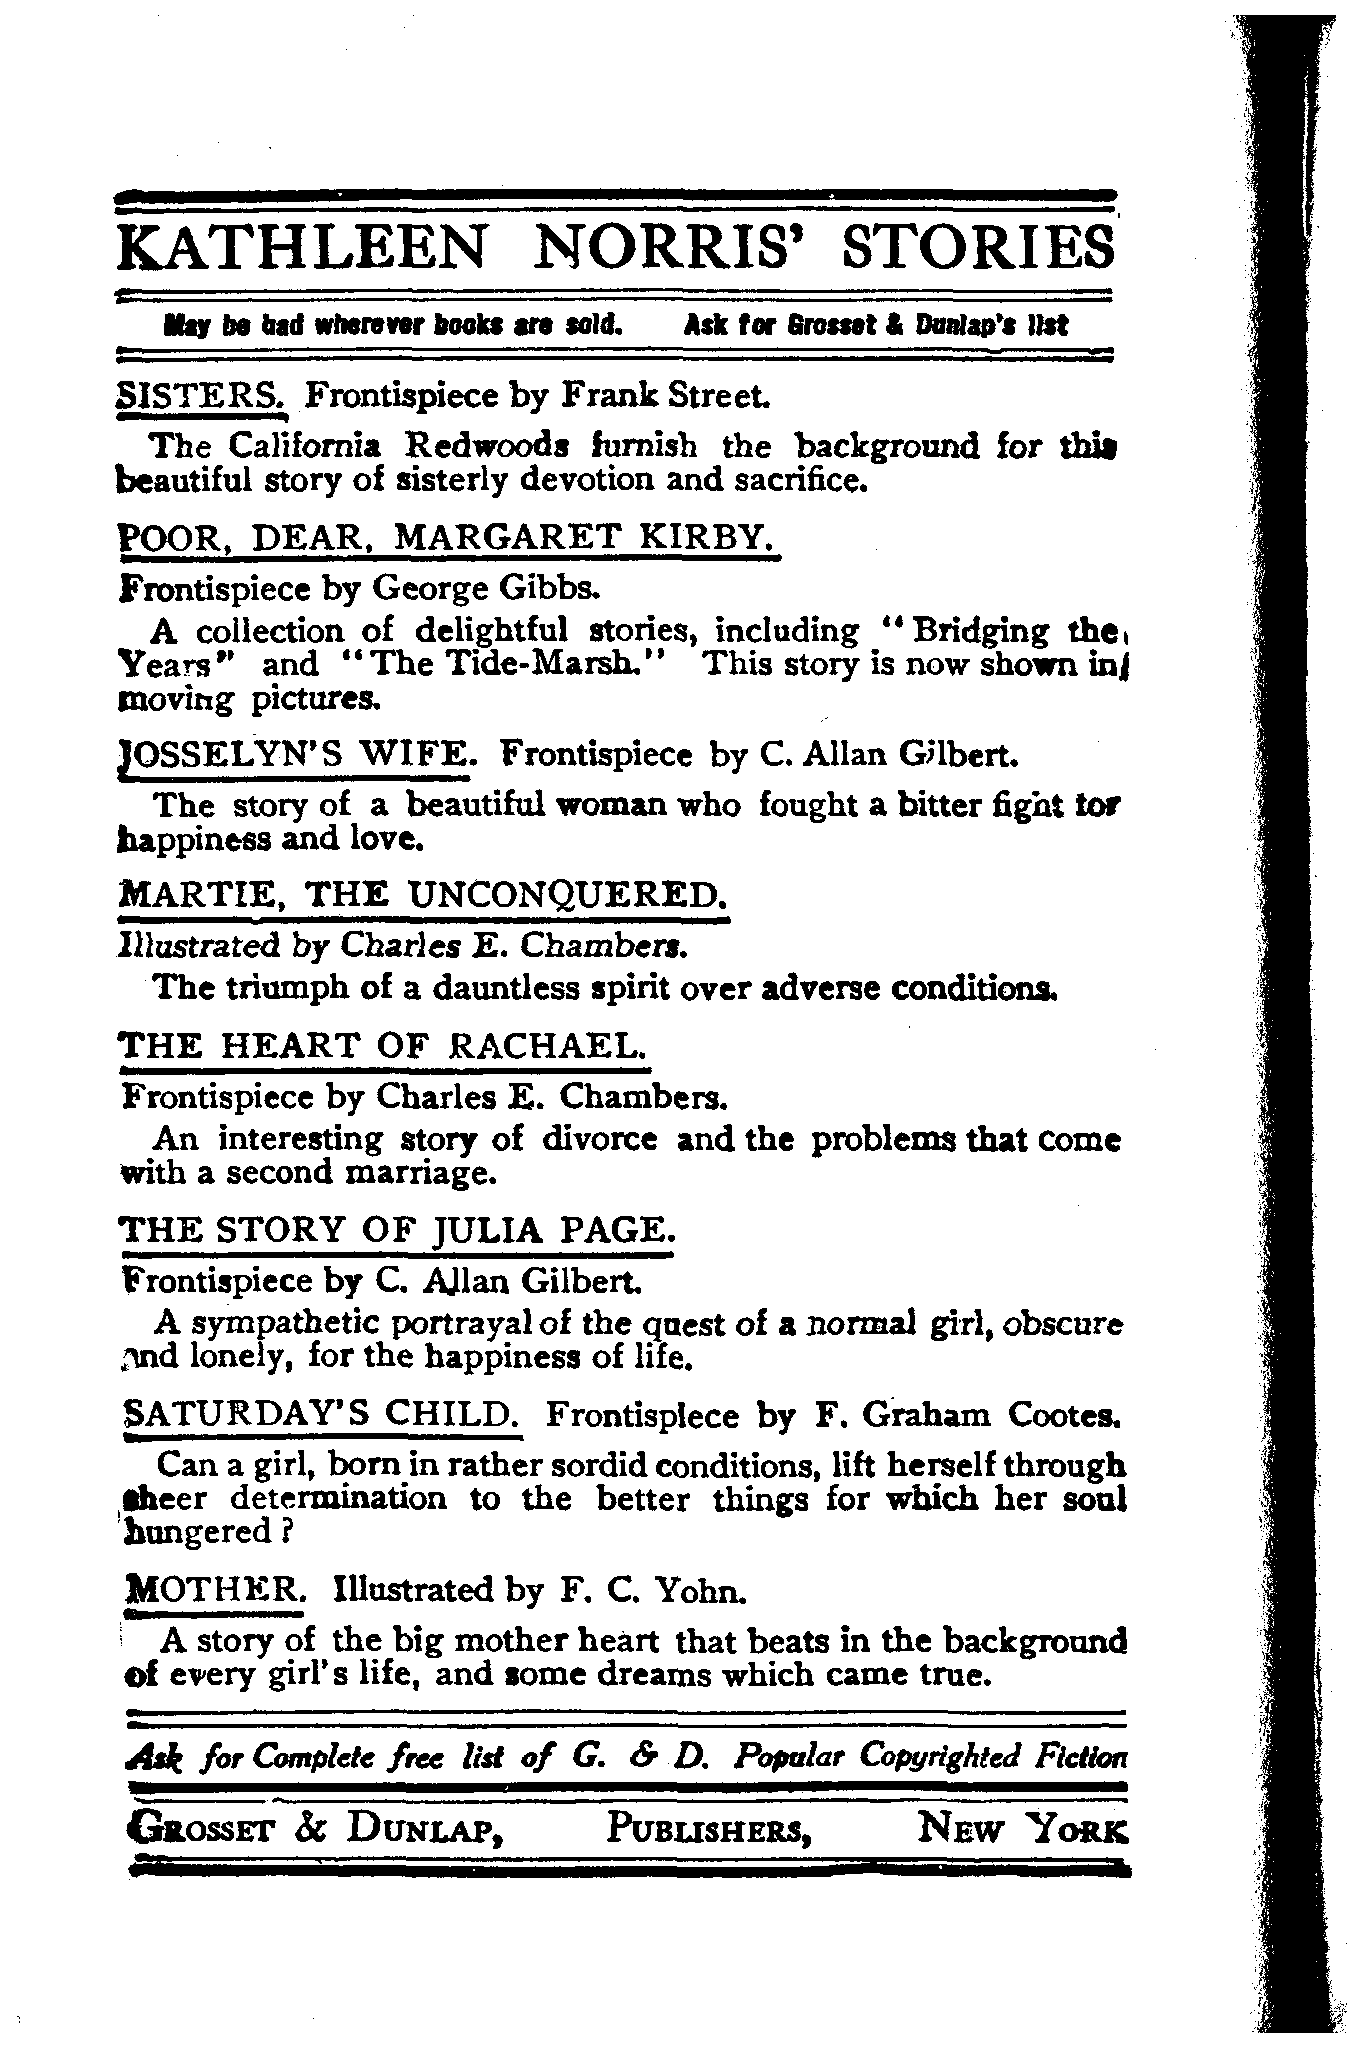 KATHLEEN NORRIS' STORIES
May be had wherever books are sold. Ask for Grosset & Dunlap's list
SISTERS. Frontispiece by Frank Street.
The California Redwoods furnish the background for this
beautiful story of sisterly devotion and sacrifice.
POOR, DEAR, MARGARET KIRBY.
Frontispiece by George Gibbs.
A collection of delightful stories, including "Bridging the
Years" and "The Tide-Marsh." This story is now shown in
moving pictures.
JOSSELYN'S WIFE. Frontispiece by C. Allan Gilbert.
The story of a beautiful woman who fought a bitter fight for
happiness and love.
MARTIE, THE UNCONQUERED.
Illustrated by Charles E. Chambers.
The triumph of a dauntless spirit over adverse conditions.
THE HEART OF RACHAEL.
Frontispiece by Charles E. Chambers.
An interesting story of divorce and the problems that come
with a second marriage.
THE STORY OF JULIA PAGE.
Frontispiece by C. Allan Gilbert.
A sympathetic portrayal of the quest of a normal girl, obscure
and lonely, for the happiness of life.
SATURDAY'S CHILD. Frontispiece by F. Graham Cootes.
Can a girl, born in rather sordid conditions, lift herself through
sheer determination to the better things for which her soul
hungered?
MOTHER. Illustrated by F. C. Yohn.
A story of the big mother heart that beats in the background
of every girl's life, and some dreams which came true.
Ask for Complete free list of G. & D. Popular Copyrighted Fiction
GROSSET & DUNLAP, PUBLISHERS, NEW YORK